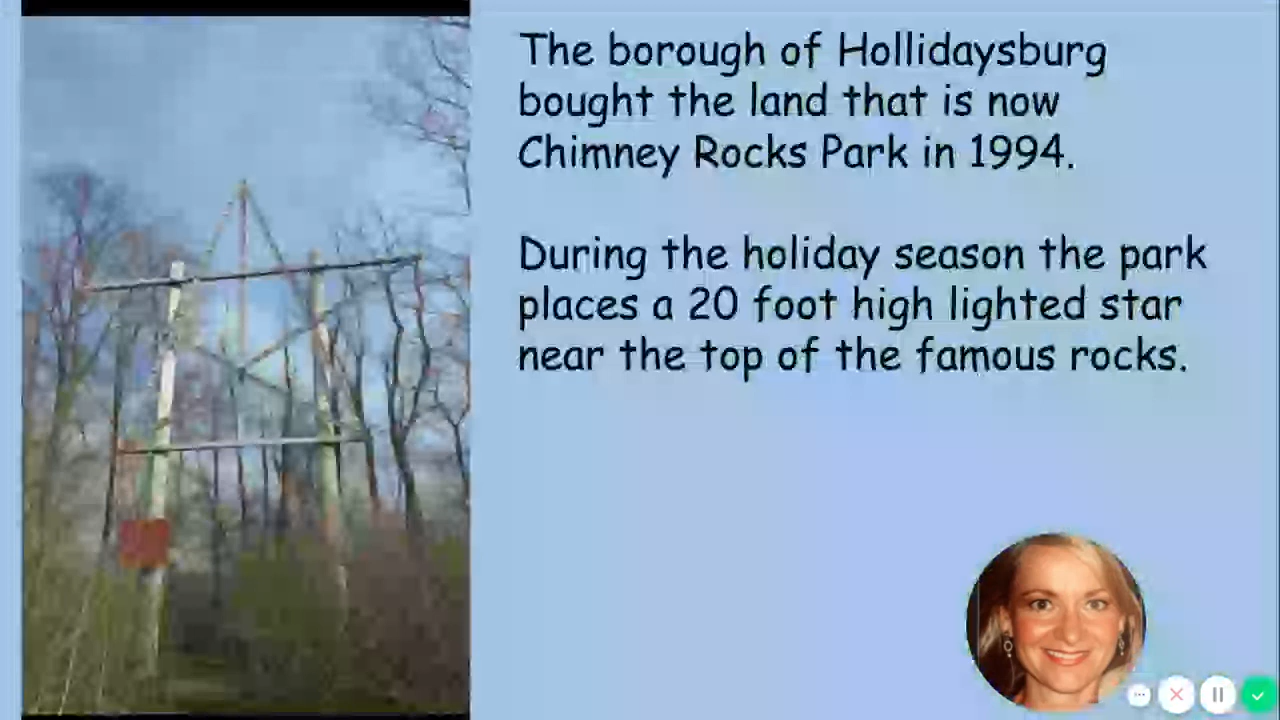 The borough of Hollidaysburg
bought the land that is now
Chimney Rocks Park in 1994.
During the holiday season the park
places a 20 foot high lighted star
near the top of the famous rocks.